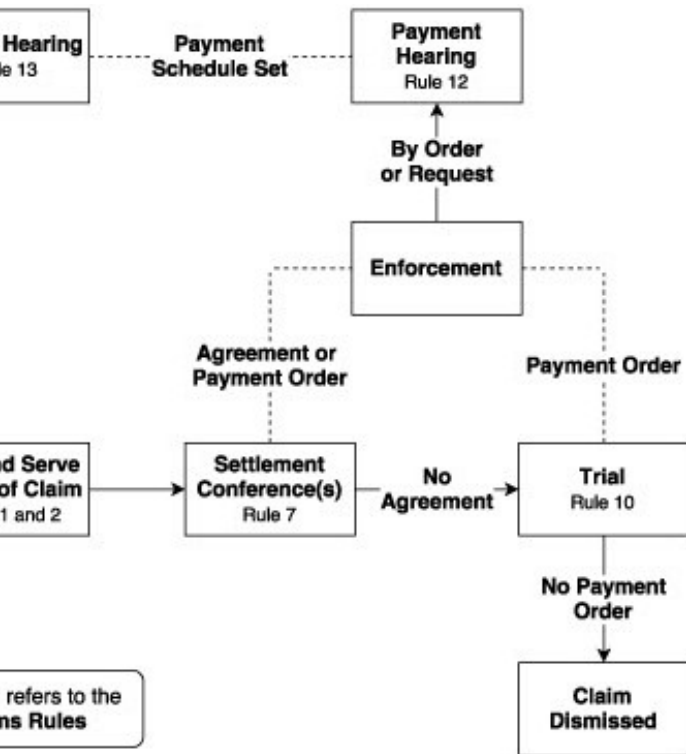 Hearing
le 13
Payment
Schedule Set
Payment
Hearing
Rule 12
By Order
or Request
Enforcement
Agreement or
Payment Order
Payment Order
nd Serve
of Claim
1 and 2
Settlement
Conference(s)
Rule 7
No
Agreement
Trial
Rule 10
No Payment
Order
Claim
Dismissed
refers to the
ms Rules